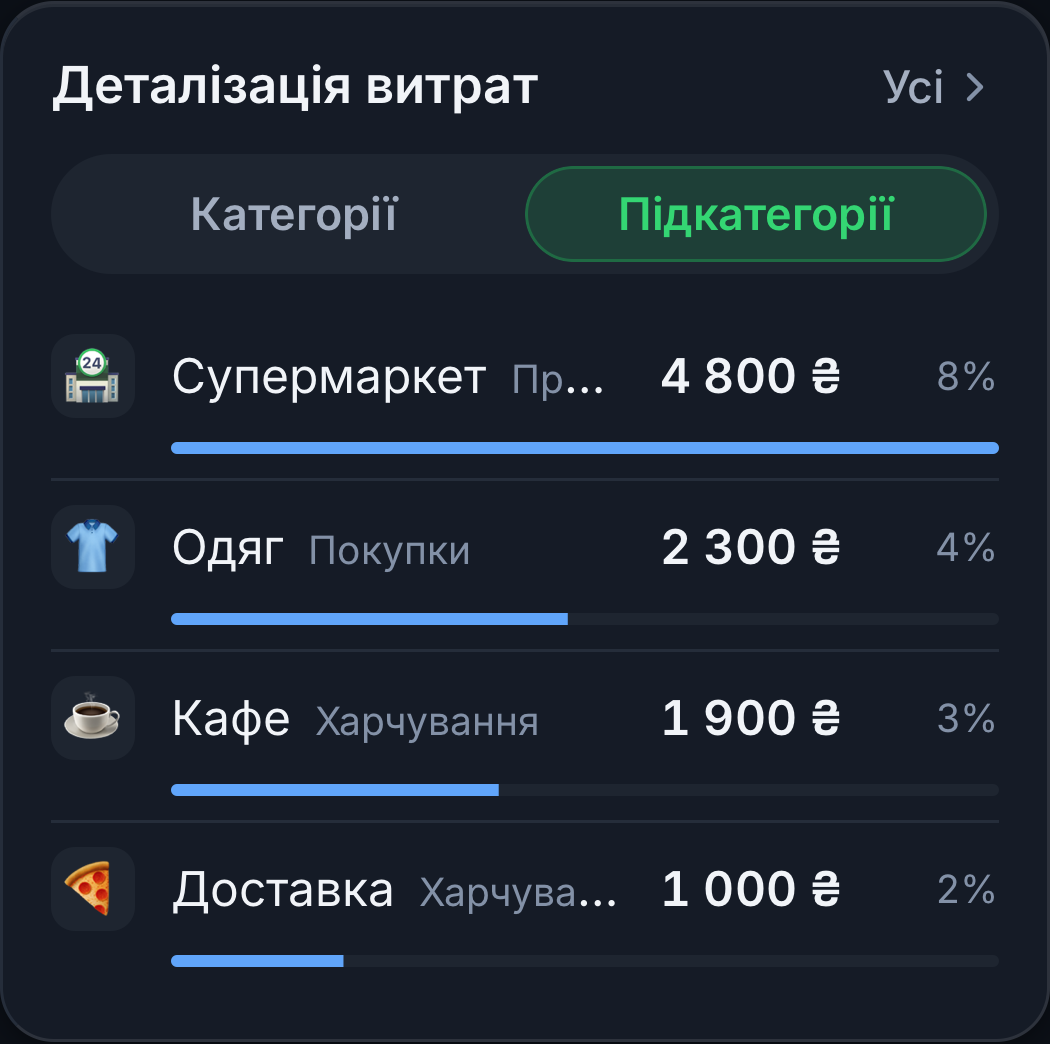 Деталізація витрат Усі
Категорії Підкатегорії
24
Супермаркет Пр... 4 800 ₴ 8%
Одяг Покупки 2 300 ₴ 4%
Кафе Харчування 1 900 ₴ 3%
Доставка Харчува... 1 000 ₴ 2%